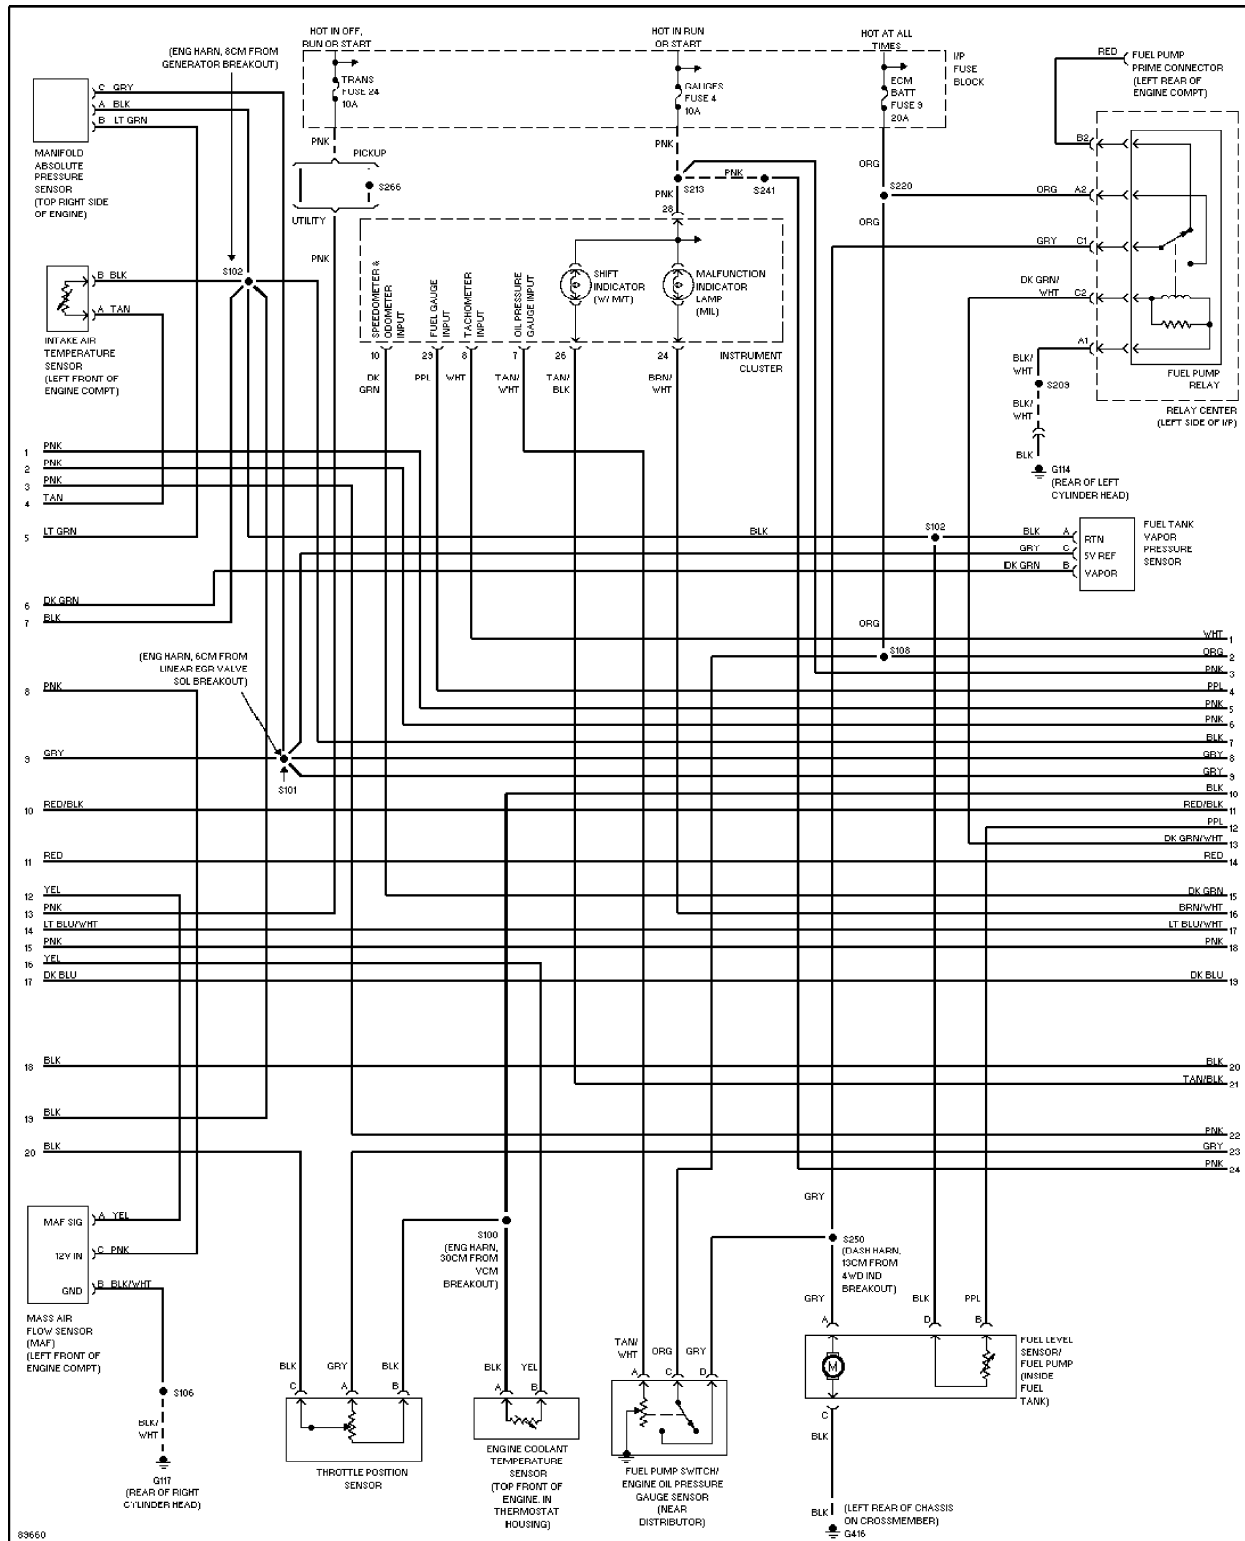 HOT IN OFF,
RUN OR START
HOT IN RUN
OR START
HOT AT ALL
TIMES
I/P
FUSE
BLOCK
TRANS
FUSE 24
10A
GAUGES
FUSE 4
10A
ECM
BATT
FUSE 9
20A
(ENG HARN, 8CM FROM
GENERATOR BREAKOUT)
C GRY
A BLK
B LT GRN
MANIFOLD
ABSOLUTE
PRESSURE
SENSOR
(TOP RIGHT SIDE
OF ENGINE)
RED
FUEL PUMP
PRIME CONNECTOR
(LEFT REAR OF
ENGINE COMPT)
PNK
PICKUP
S266
UTILITY
PNK
PNK
PNK
S213
PNK
S241
28
ORG
S220
ORG
B2
ORG A2
GRY C1
DK GRN/
WHT C2
A1
BLK/
WHT
S209
BLK/
WHT
BLK
G114
(REAR OF LEFT
CYLINDER HEAD)
FUEL PUMP
RELAY
RELAY CENTER
(LEFT SIDE OF I/P)
S102
B BLK
A TAN
INTAKE AIR
TEMPERATURE
SENSOR
(LEFT FRONT OF
ENGINE COMPT)
SPEEDOMETER &
ODOMETER
INPUT
FUEL GAUGE
INPUT
TACHOMETER
INPUT
OIL PRESSURE
GAUGE INPUT
SHIFT
INDICATOR
(W/ M/T)
MALFUNCTION
INDICATOR
LAMP
(MIL)
10 29 8 7 26 24
INSTRUMENT
CLUSTER
DK
GRN
PPL
WHT
TAN/
WHT
TAN/
BLK
BRN/
WHT
1 PNK
2 PNK
3 PNK
4 TAN
5 LT GRN
6 DK GRN
7 BLK
8 PNK
9 GRY
10 RED/BLK
11 RED
12 YEL
13 PNK
14 LT BLU/WHT
15 PNK
16 YEL
17 DK BLU
18 BLK
19 BLK
20 BLK
BLK
S102
BLK A
GRY C
DK GRN B
RTN
5V REF
VAPOR
FUEL TANK
VAPOR
PRESSURE
SENSOR
ORG
S108
(ENG HARN, 6CM FROM
LINEAR EGR VALVE
SOL BREAKOUT)
S101
WHT 1
ORG 2
PNK 3
PPL 4
PNK 5
PNK 6
BLK 7
GRY 8
GRY 9
BLK 10
RED/BLK 11
PPL 12
DK GRN/WHT 13
RED 14
DK GRN 15
BRN/WHT 16
LT BLU/WHT 17
PNK 18
DK BLU 19
BLK 20
TAN/BLK 21
PNK 22
GRY 23
PNK 24
MAF SIG
12V IN
GND
A YEL
C PNK
B BLK/WHT
MASS AIR
FLOW SENSOR
(MAF)
(LEFT FRONT OF
ENGINE COMPT)
S106
BLK/
WHT
G117
(REAR OF RIGHT
CYLINDER HEAD)
BLK GRY BLK
C A B
THROTTLE POSITION
SENSOR
S100
(ENG HARN,
30CM FROM
VCM
BREAKOUT)
BLK YEL
A B
ENGINE COOLANT
TEMPERATURE
SENSOR
(TOP FRONT OF
ENGINE. IN
THERMOSTAT
HOUSING)
TAN/
WHT
ORG GRY
A C D
FUEL PUMP SWITCH/
ENGINE OIL PRESSURE
GAUGE SENSOR
(NEAR
DISTRIBUTOR)
GRY
S250
(DASH HARN,
13CM FROM
4WD IND
BREAKOUT)
GRY BLK PPL
A D B
M
FUEL LEVEL
SENSOR/
FUEL PUMP
(INSIDE
FUEL
TANK)
C
BLK
BLK
(LEFT REAR OF CHASSIS
ON CROSSMEMBER)
G416
89660